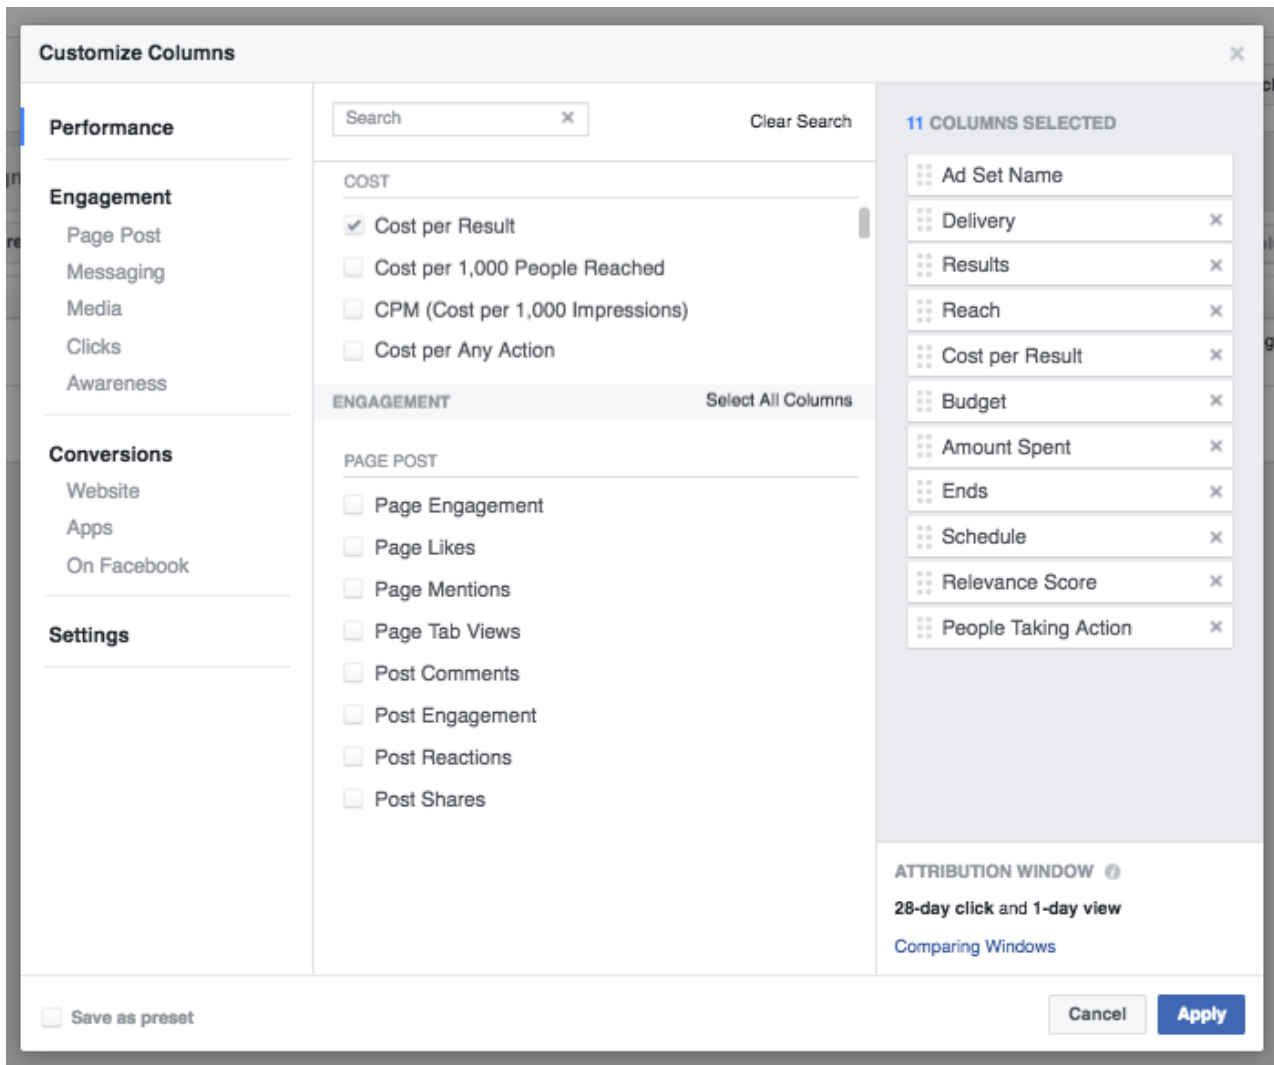 Customize Columns
Performance
Engagement
Page Post
Messaging
Media
Clicks
Awareness
Conversions
Website
Apps
On Facebook
Settings
Search
Clear Search
COST
Cost per Result
Cost per 1,000 People Reached
CPM (Cost per 1,000 Impressions)
Cost per Any Action
ENGAGEMENT
Select All Columns
PAGE POST
Page Engagement
Page Likes
Page Mentions
Page Tab Views
Post Comments
Post Engagement
Post Reactions
Post Shares
11 COLUMNS SELECTED
Ad Set Name
Delivery
Results
Reach
Cost per Result
Budget
Amount Spent
Ends
Schedule
Relevance Score
People Taking Action
ATTRIBUTION WINDOW
28-day click and 1-day view
Comparing Windows
Save as preset
Cancel
Apply